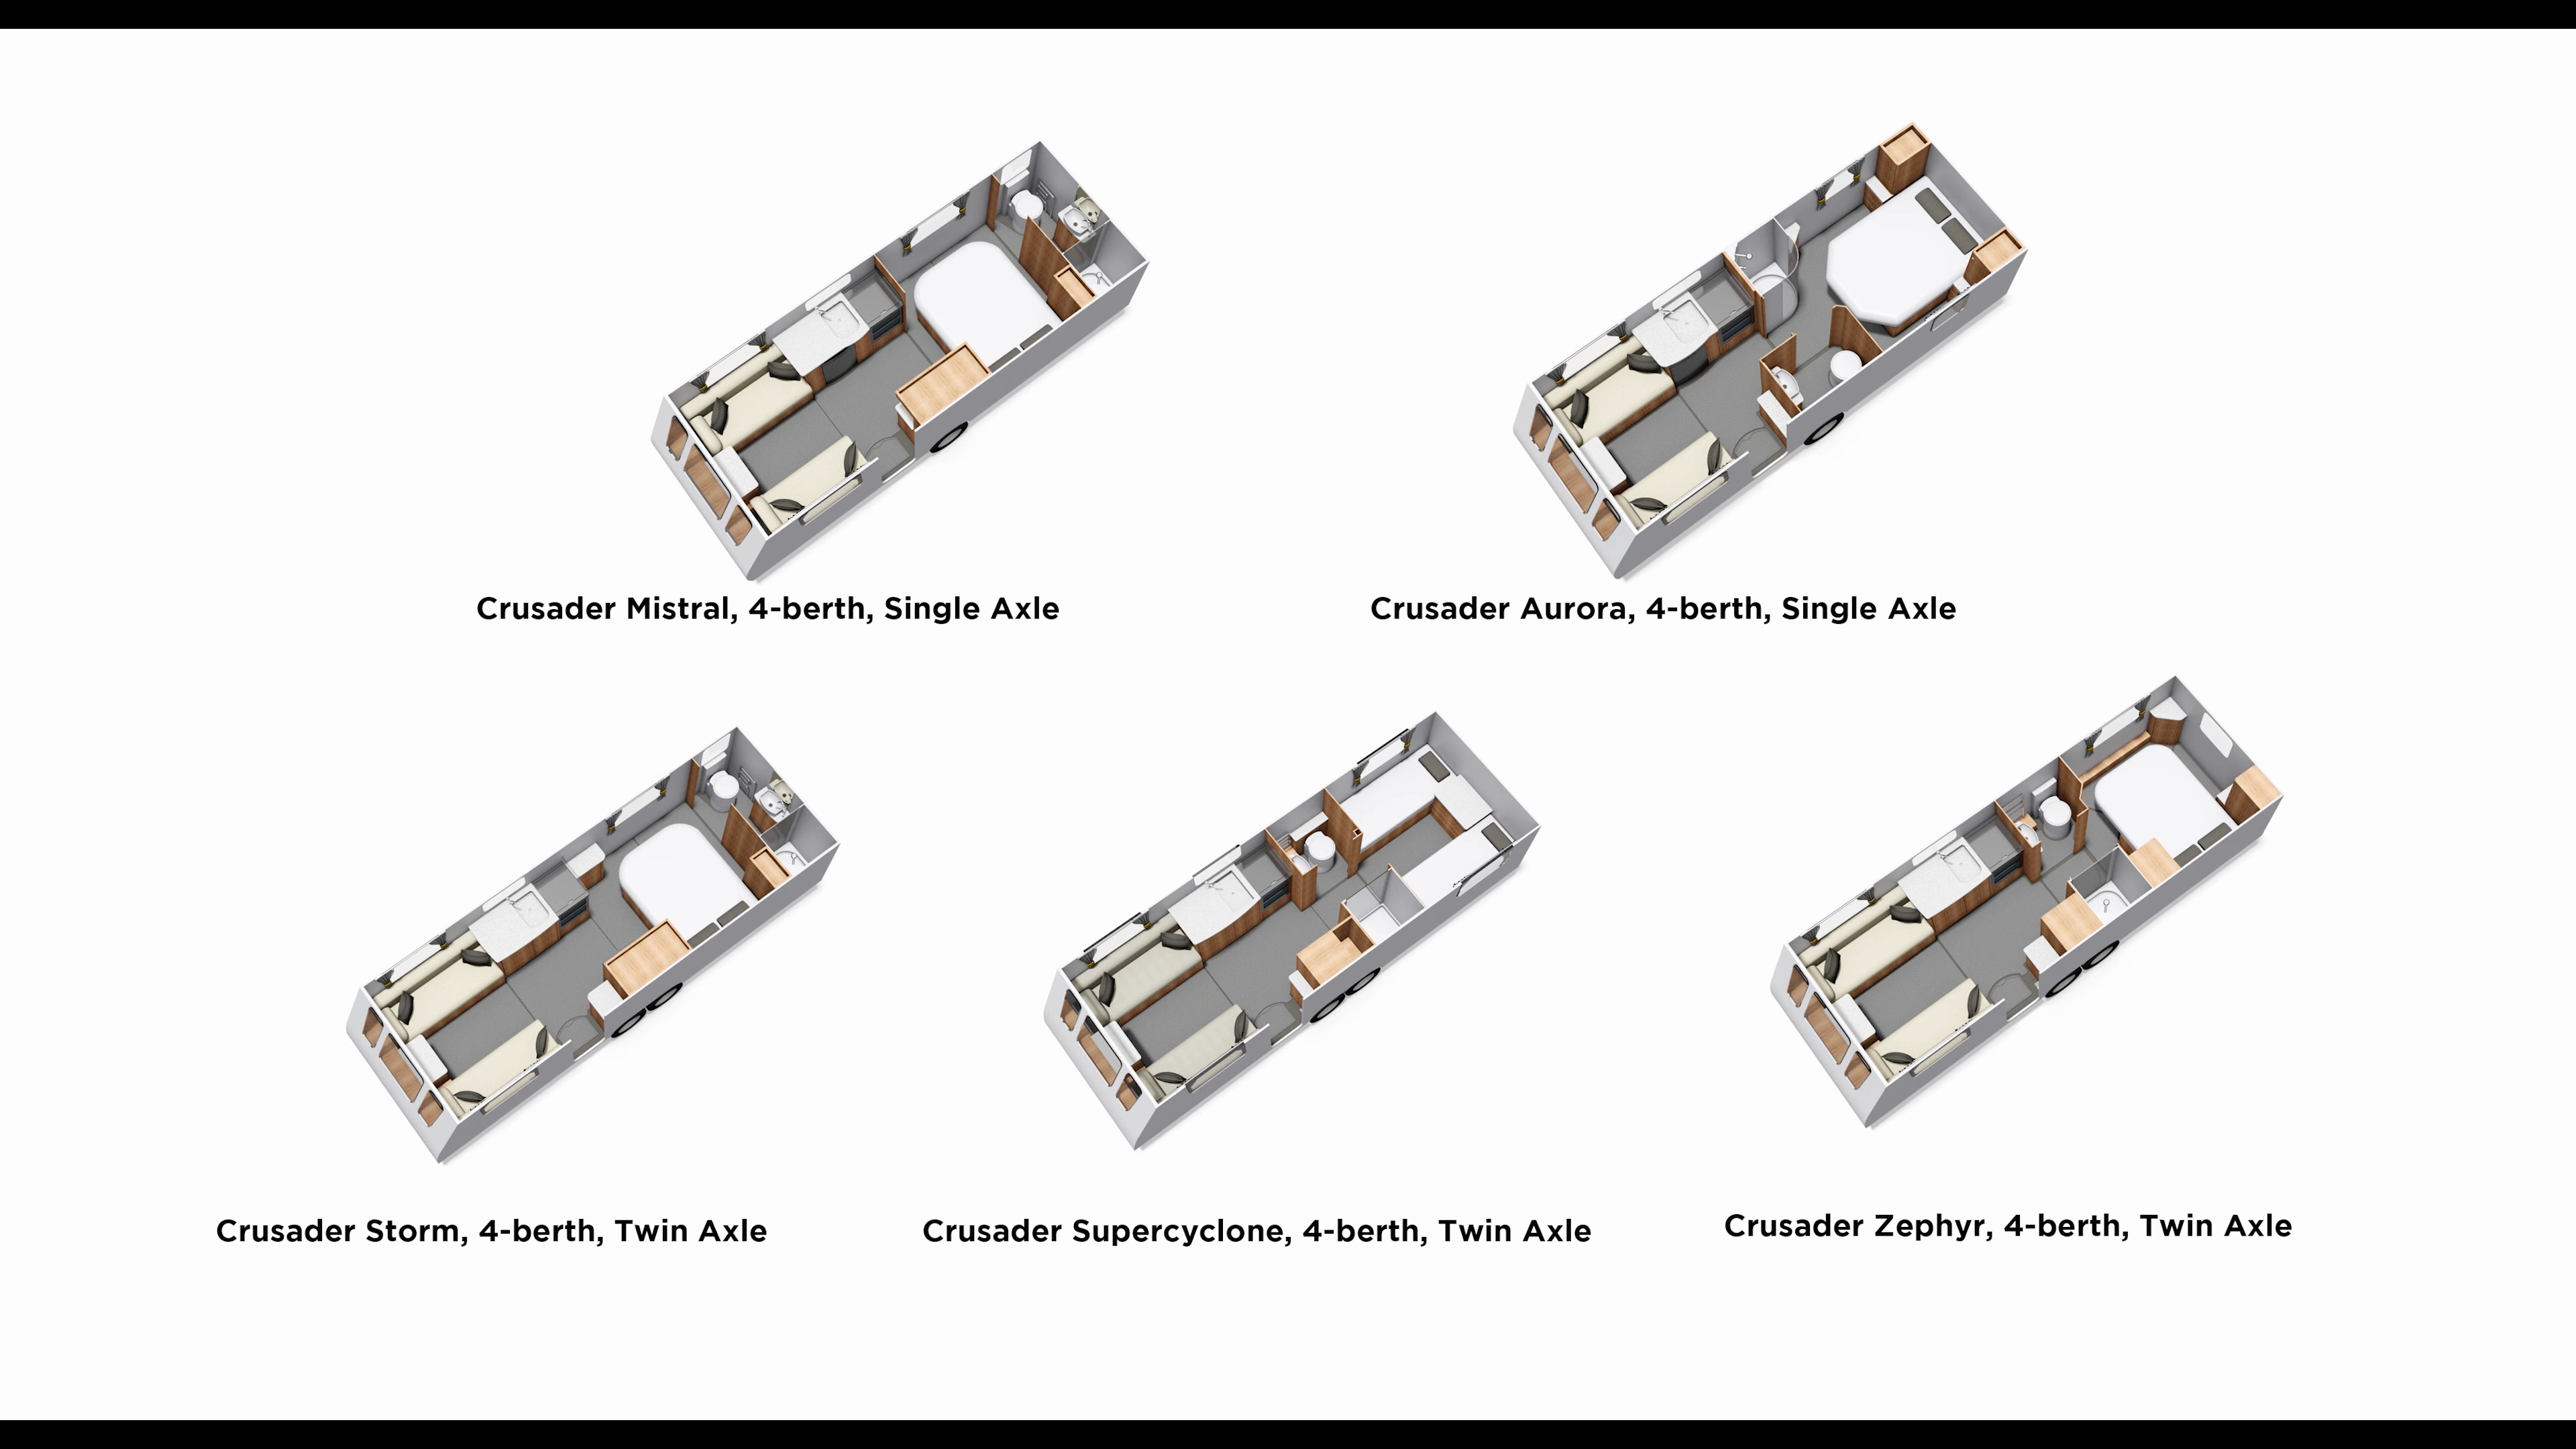 Crusader Mistral, 4-berth, Single Axle
Crusader Aurora, 4-berth, Single Axle
Crusader Storm, 4-berth, Twin Axle
Crusader Supercyclone, 4-berth, Twin Axle
Crusader Zephyr, 4-berth, Twin Axle